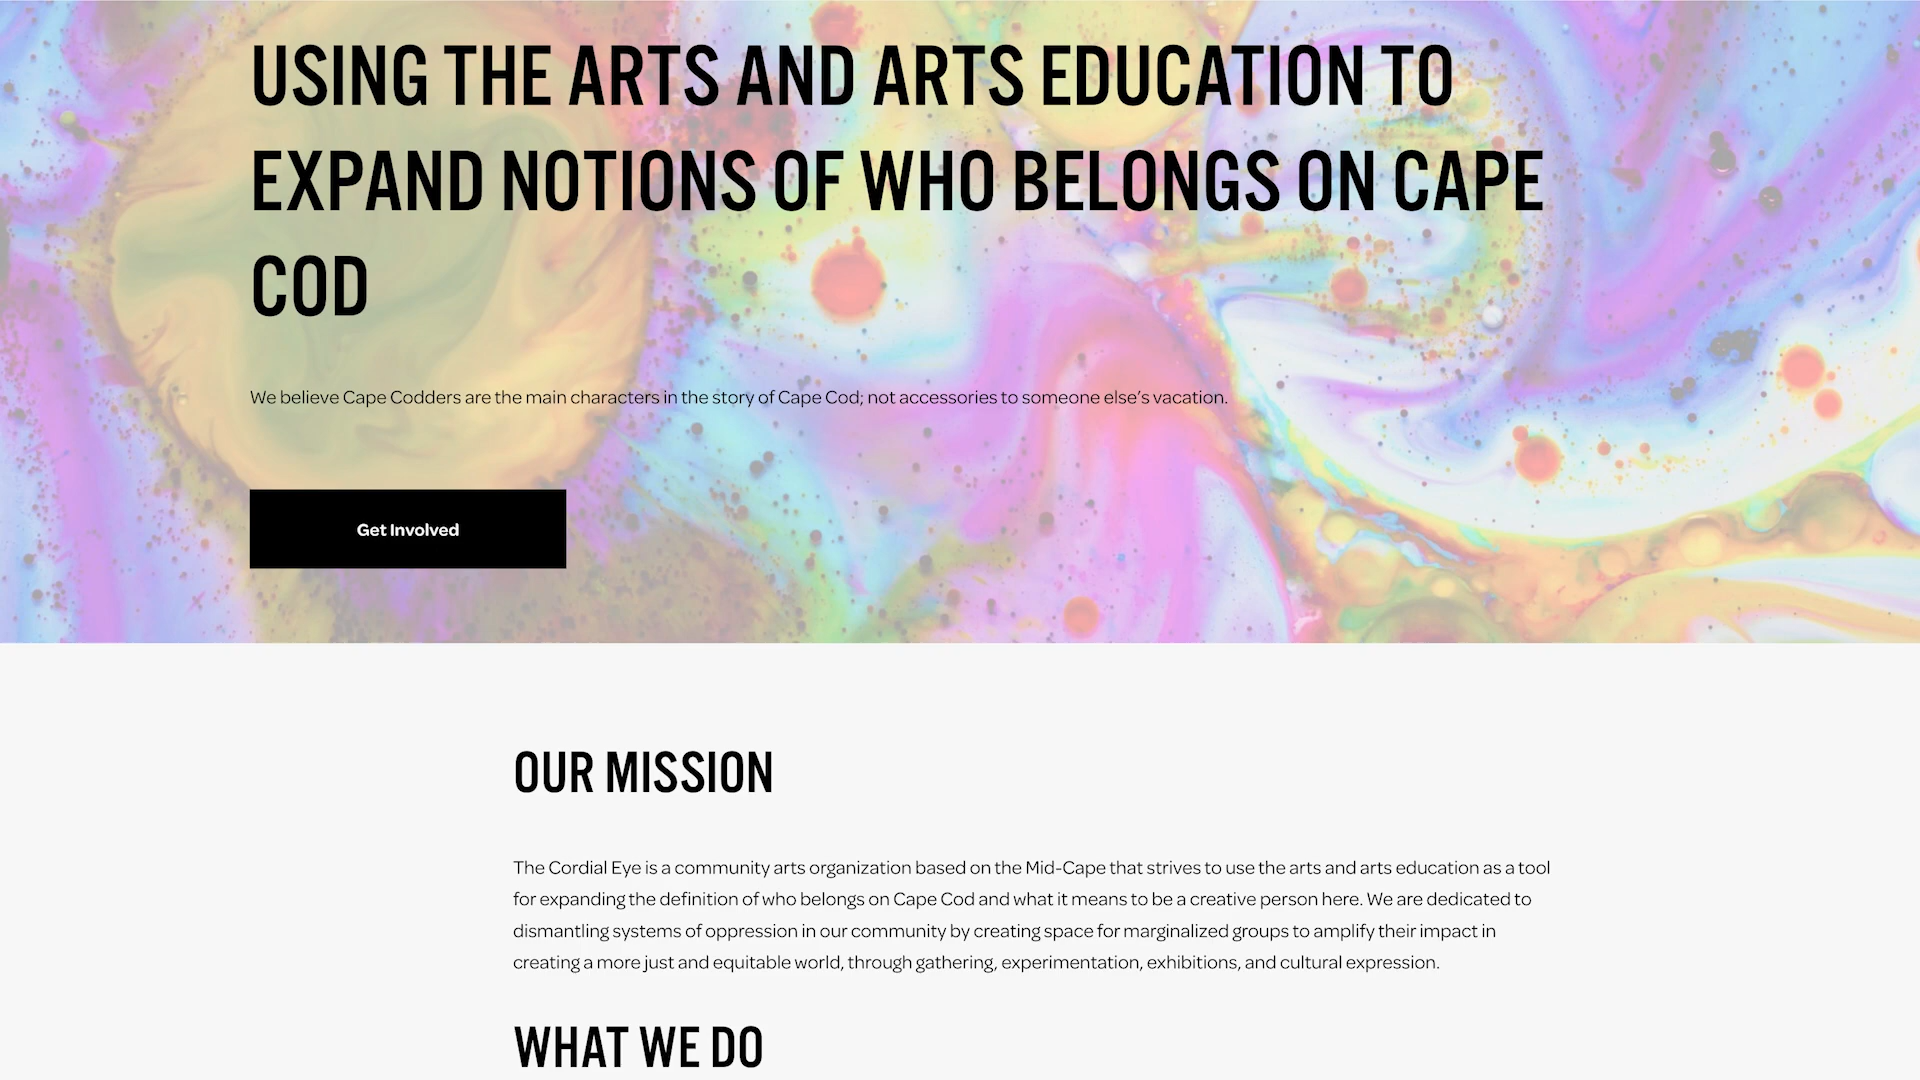 USING THE ARTS AND ARTS EDUCATION TO
EXPAND NOTIONS OF WHO BELONGS ON CAPE
COD
We believe Cape Codders are the main characters in the story of Cape Cod; not accessories to someone else’s vacation.
Get Involved
OUR MISSION
The Cordial Eye is a community arts organization based on the Mid-Cape that strives to use the arts and arts education as a tool
for expanding the definition of who belongs on Cape Cod and what it means to be a creative person here. We are dedicated to
dismantling systems of oppression in our community by creating space for marginalized groups to amplify their impact in
creating a more just and equitable world, through gathering, experimentation, exhibitions, and cultural expression.
WHAT WE DO